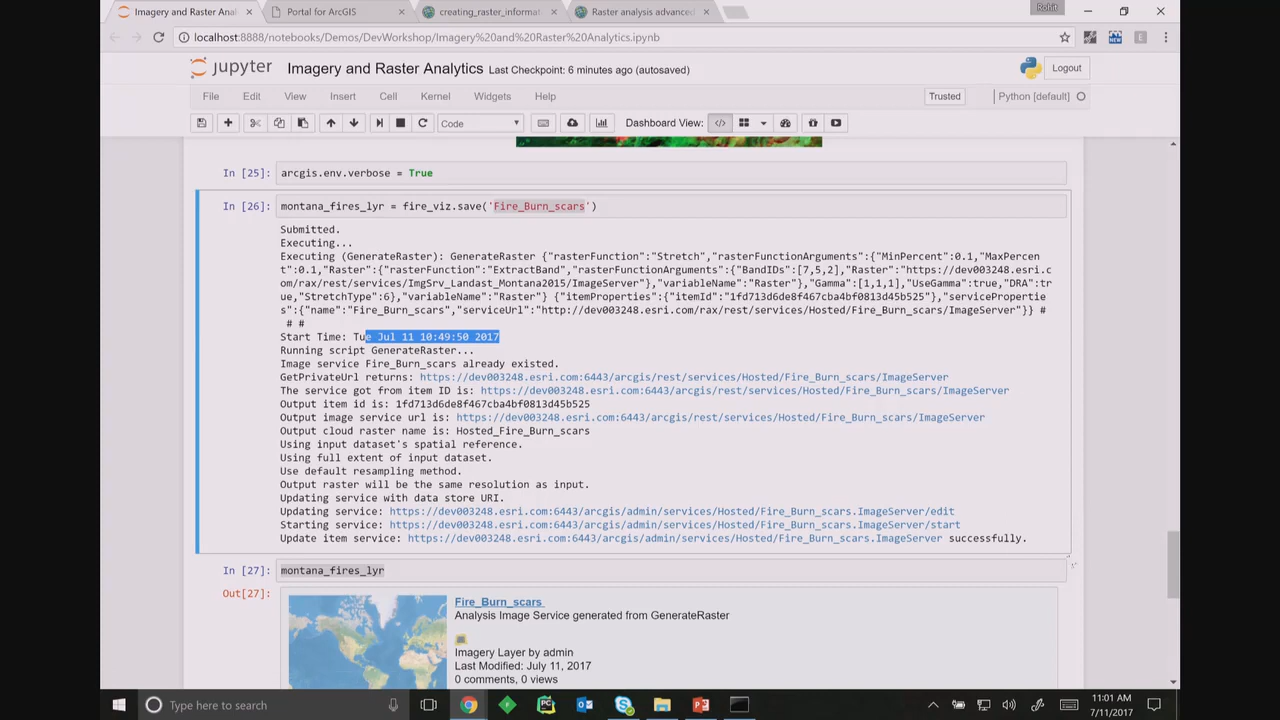 Imagery and Raster Anal
Portal for ArcGIS
creating_raster_informat
Raster analysis advanced
Rohit
localhost:8888/notebooks/Demos/DevWorkshop/Imagery%20and%20Raster%20Analytics.ipynb
jupyter Imagery and Raster Analytics Last Checkpoint: 6 minutes ago (autosaved)
Logout
File Edit View Insert Cell Kernel Widgets Help
Trusted
Python [default]
Code
Dashboard View:
In [25]: arcgis.env.verbose = True
In [26]: montana_fires_lyr = fire_viz.save('Fire_Burn_scars')
Submitted.
Executing...
Executing (GenerateRaster): GenerateRaster {"rasterFunction":"Stretch","rasterFunctionArguments":{"MinPercent":0.1,"MaxPercen
t":0.1,"Raster":{"rasterFunction":"ExtractBand","rasterFunctionArguments":{"BandIDs":[7,5,2],"Raster":"https://dev003248.esri.c
om/rax/rest/services/ImgSrv_Landast_Montana2015/ImageServer"},"variableName":"Raster"},"Gamma":[1,1,1],"UseGamma":true,"DRA":tr
ue,"StretchType":6},"variableName":"Raster"} {"itemProperties":{"itemId":"1fd713d6de8f467cba4bf0813d45b525"},"servicePropertie
s":{"name":"Fire_Burn_scars","serviceUrl":"http://dev003248.esri.com/rax/rest/services/Hosted/Fire_Burn_scars/ImageServer"}} #
# #
Start Time: Tue Jul 11 10:49:50 2017
Running script GenerateRaster...
Image service Fire_Burn_scars already existed.
GetPrivateUrl returns: https://dev003248.esri.com:6443/arcgis/rest/services/Hosted/Fire_Burn_scars/ImageServer
The service got from item ID is: https://dev003248.esri.com:6443/arcgis/rest/services/Hosted/Fire_Burn_scars/ImageServer
Output item id is: 1fd713d6de8f467cba4bf0813d45b525
Output image service url is: https://dev003248.esri.com:6443/arcgis/rest/services/Hosted/Fire_Burn_scars/ImageServer
Output cloud raster name is: Hosted_Fire_Burn_scars
Using input dataset's spatial reference.
Using full extent of input dataset.
Use default resampling method.
Output raster will be the same resolution as input.
Updating service with data store URI.
Updating service: https://dev003248.esri.com:6443/arcgis/admin/services/Hosted/Fire_Burn_scars.ImageServer/edit
Starting service: https://dev003248.esri.com:6443/arcgis/admin/services/Hosted/Fire_Burn_scars.ImageServer/start
Update item service: https://dev003248.esri.com:6443/arcgis/admin/services/Hosted/Fire_Burn_scars.ImageServer successfully.
In [27]: montana_fires_lyr
Out[27]:
Fire_Burn_scars
Analysis Image Service generated from GenerateRaster
Imagery Layer by admin
Last Modified: July 11, 2017
0 comments, 0 views
Type here to search
11:01 AM
7/11/2017